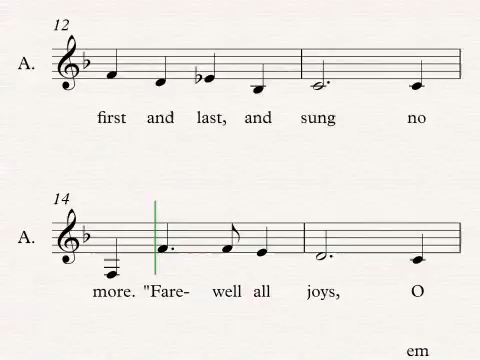 12
A.
first and last, and sung no
14
A.
more. "Fare- well all joys, O
em